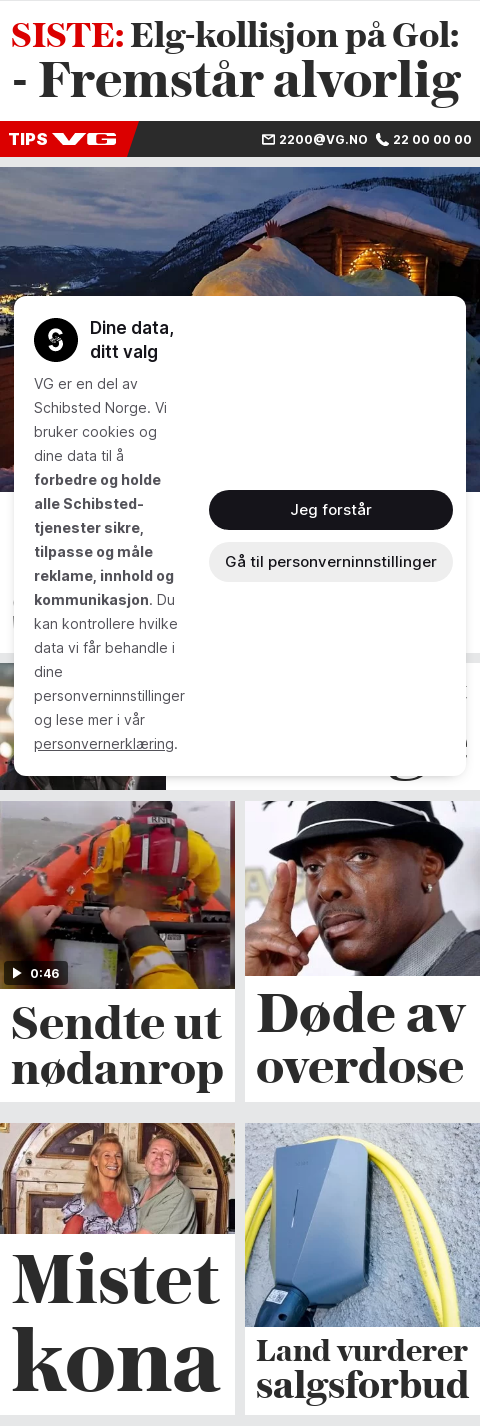 SISTE: Elg-kollisjon på Gol:
- Fremstår alvorlig
TIPS VG
2200@VG.NO 22 00 00 00
Dine data,
ditt valg
VG er en del av
Schibsted Norge. Vi
bruker cookies og
dine data til å
forbedre og holde
alle Schibsted-
tjenester sikre,
tilpasse og måle
reklame, innhold og
kommunikasjon. Du
kan kontrollere hvilke
data vi får behandle i
dine
personverninnstillinger
og lese mer i vår
personvernerklæring.
Jeg forstår
Gå til personverninnstillinger
RNLI
0:46
Sendte ut
nødanrop
Døde av
overdose
Mistet
kona
Land vurderer
salgsforbud